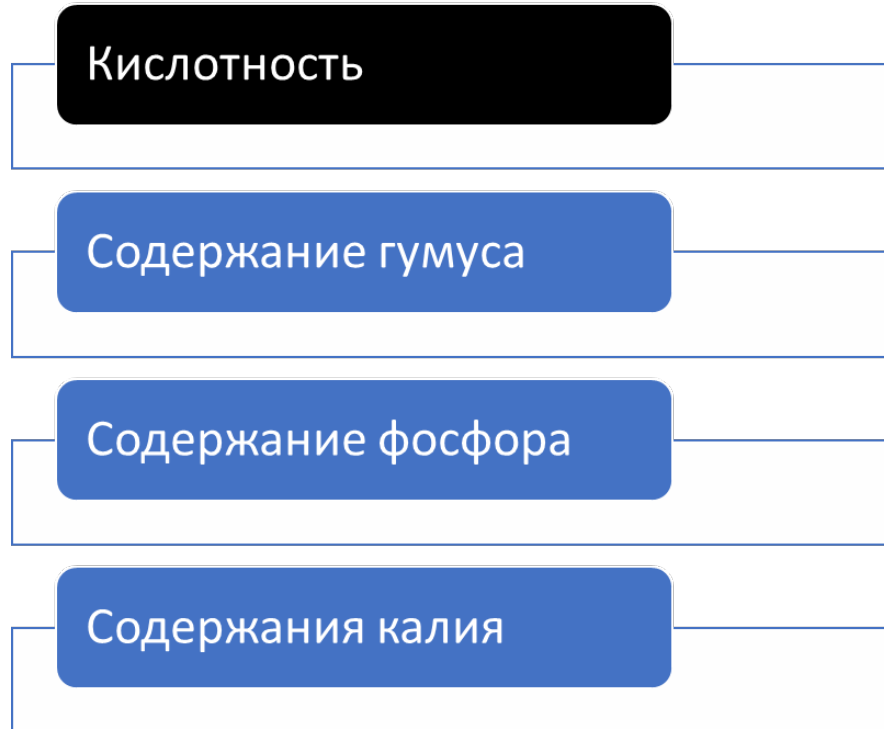 Кислотность
Содержание гумуса
Содержание фосфора
Содержания калия